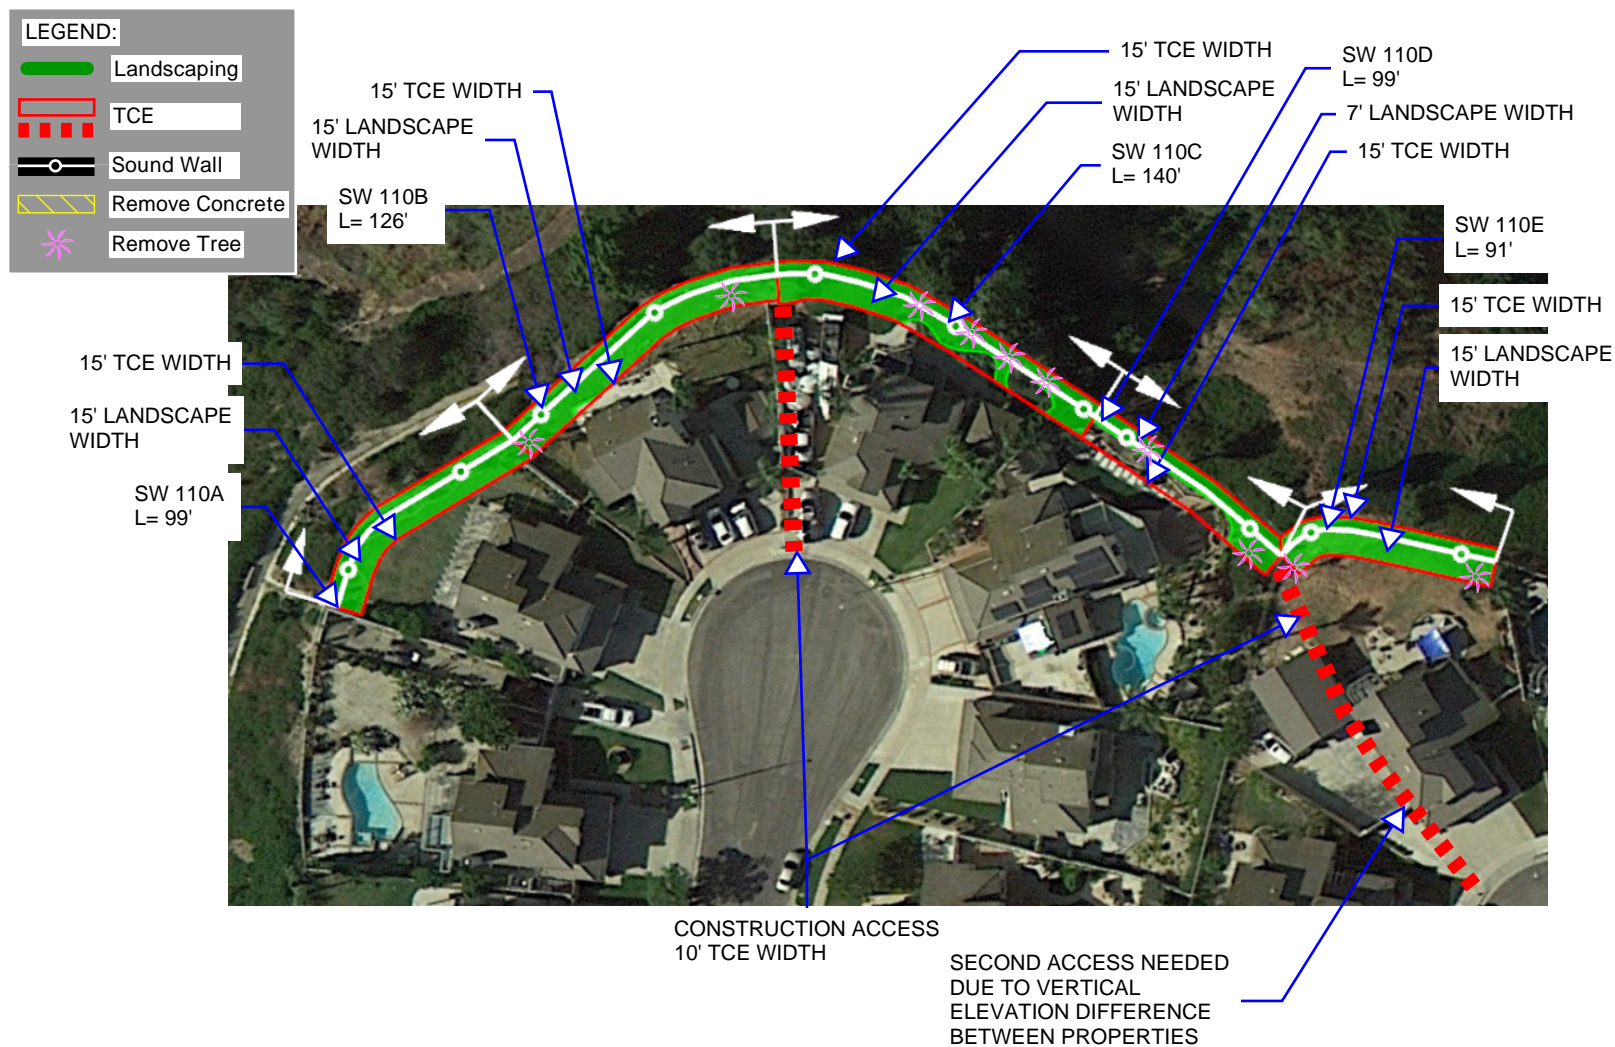 LEGEND:
Landscaping
TCE
Sound Wall
Remove Concrete
Remove Tree
15' TCE WIDTH
15' LANDSCAPE
WIDTH
SW 110B
L= 126'
15' TCE WIDTH
15' LANDSCAPE
WIDTH
SW 110A
L= 99'
15' TCE WIDTH
15' LANDSCAPE
WIDTH
SW 110C
L= 140'
SW 110D
L= 99'
7' LANDSCAPE WIDTH
15' TCE WIDTH
SW 110E
L= 91'
15' TCE WIDTH
15' LANDSCAPE
WIDTH
CONSTRUCTION ACCESS
10' TCE WIDTH
SECOND ACCESS NEEDED
DUE TO VERTICAL
ELEVATION DIFFERENCE
BETWEEN PROPERTIES